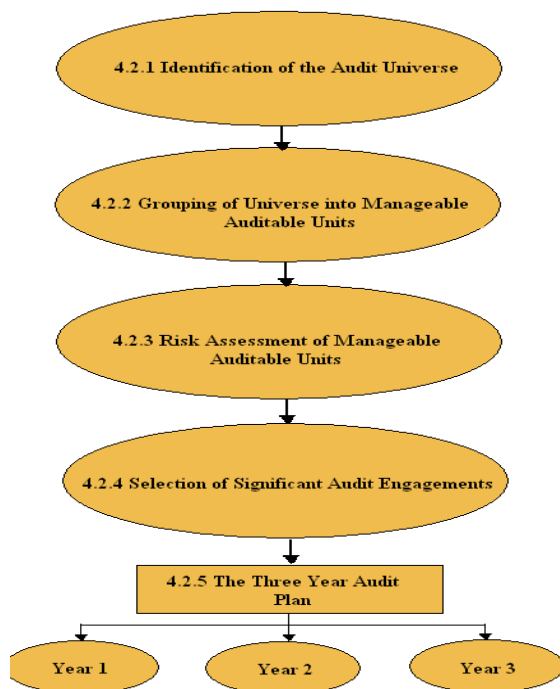 4.2.1 Identification of the Audit Universe
4.2.2 Grouping of Universe into Manageable
Auditable Units
4.2.3 Risk Assessment of Manageable
Auditable Units
4.2.4 Selection of Significant Audit Engagements
4.2.5 The Three Year Audit
Plan
Year 1
Year 2
Year 3